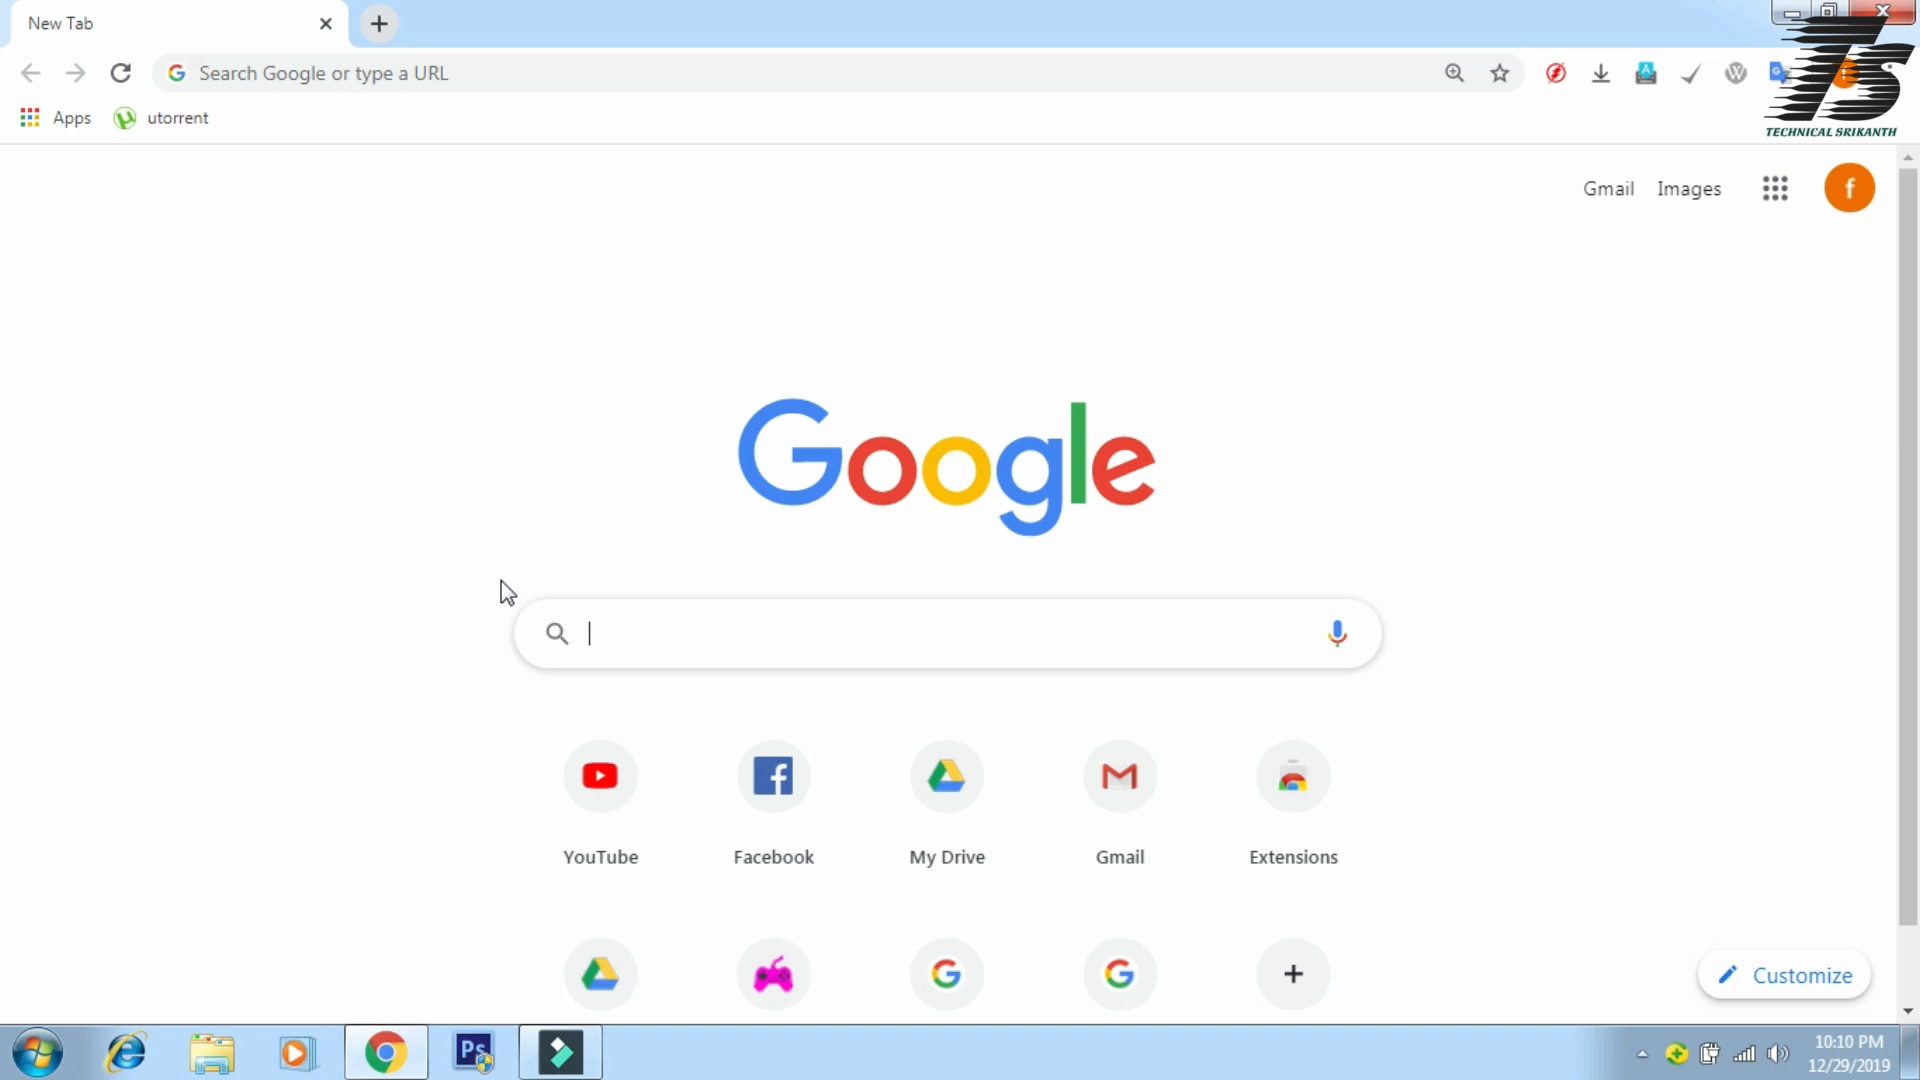 New Tab
Search Google or type a URL
TECHNICAL SRIKANTH
Apps
utorrent
Gmail
Images
f
Google
YouTube
Facebook
My Drive
Gmail
Extensions
Customize
Ps
10:10 PM
12/29/2019